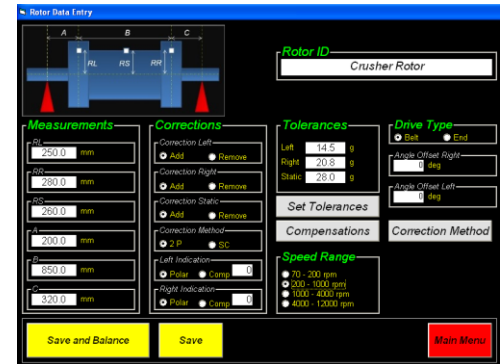 Rotor Data Entry
A B C
RL RS RR
Rotor ID
Crusher Rotor
Measurements
RL
250.0 mm
RR
280.0 mm
RS
260.0 mm
A
200.0 mm
B
850.0 mm
C
320.0 mm
Corrections
Correction Left
Add Remove
Correction Right
Add Remove
Correction Static
Add Remove
Correction Method
2 P SC
Left Indication
Polar Comp 0
Right Indication
Polar Comp 0
Tolerances
Left 14.5 g
Right 20.8 g
Static 28.0 g
Set Tolerances
Compensations
Speed Range
70 - 200 rpm
200 - 1000 rpm
1000 - 4000 rpm
4000 - 12000 rpm
Drive Type
Belt End
Angle Offset Right
0 deg
Angle Offset Left
0 deg
Correction Method
Save and Balance
Save
Main Menu